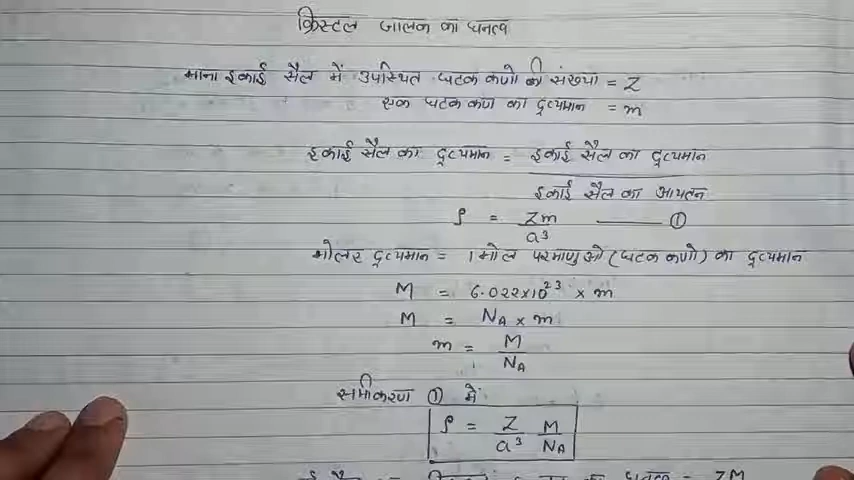 क्रिस्टल जालक का घनत्व
माना इकाई सैल में उपस्थित घटक कणो की संख्या = Z
एक घटक कण का द्रव्यमान = m
इकाई सैल का द्रव्यमान = इकाई सैल का द्रव्यमान
इकाई सैल का आयतन
ρ = Zm / a³ —— ①
मोलर द्रव्यमान = 1 मोल परमाणुओ (घटक कणो) का द्रव्यमान
M = 6.022×10²³ × m
M = N_A × m
m = M / N_A
समीकरण ① में
ρ = Z / a³ M / N_A